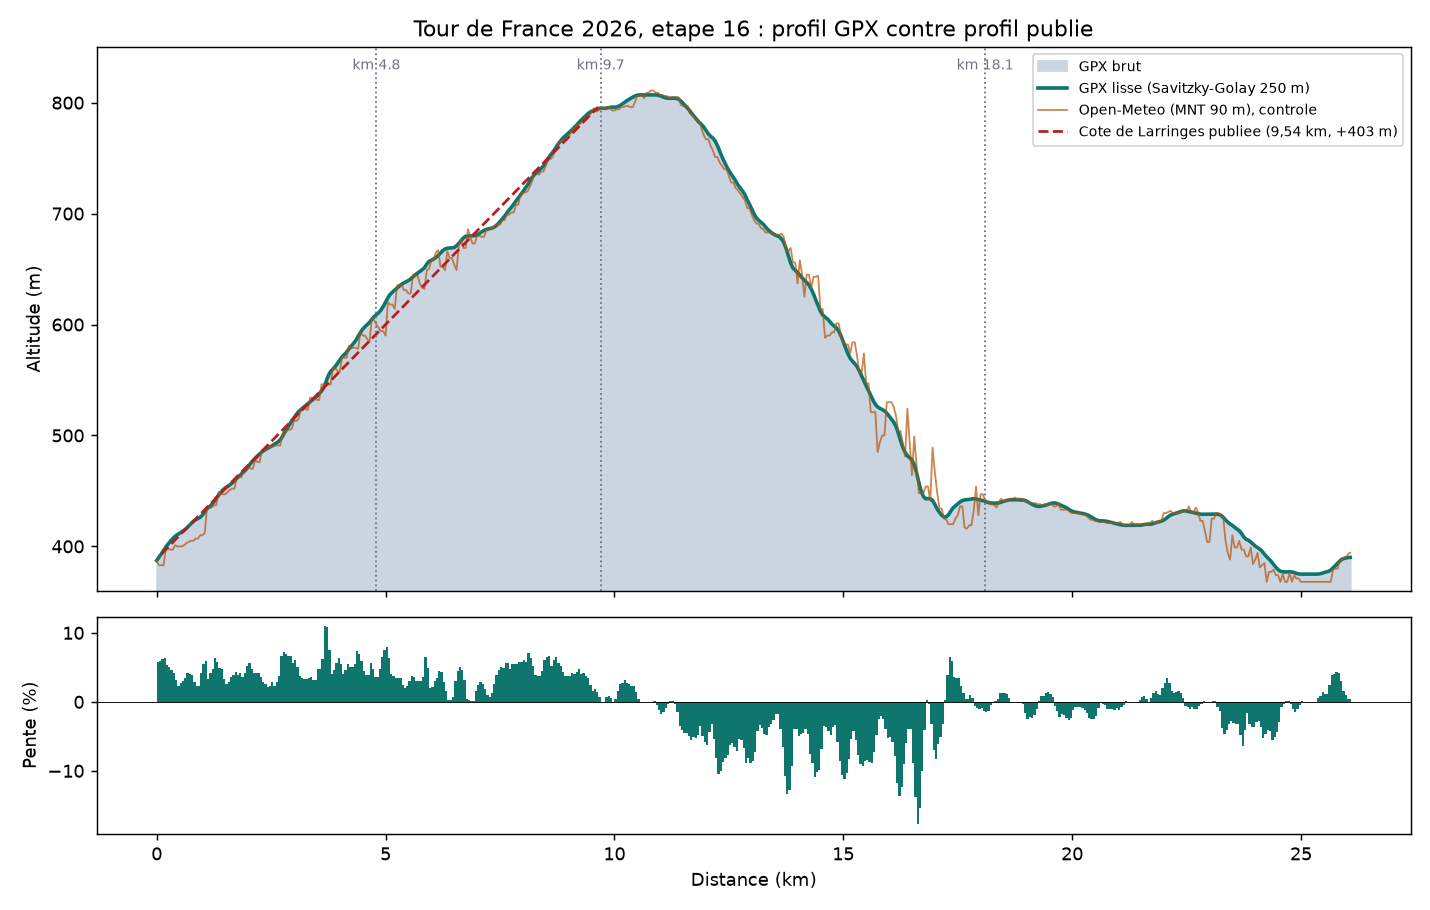 Tour de France 2026, etape 16 : profil GPX contre profil publie
km 4.8
km 9.7
km 18.1
GPX brut
GPX lisse (Savitzky-Golay 250 m)
Open-Meteo (MNT 90 m), controle
Cote de Larringes publiee (9,54 km, +403 m)
Altitude (m)
800
700
600
500
400
Pente (%)
10
0
−10
0
5
10
15
20
25
Distance (km)